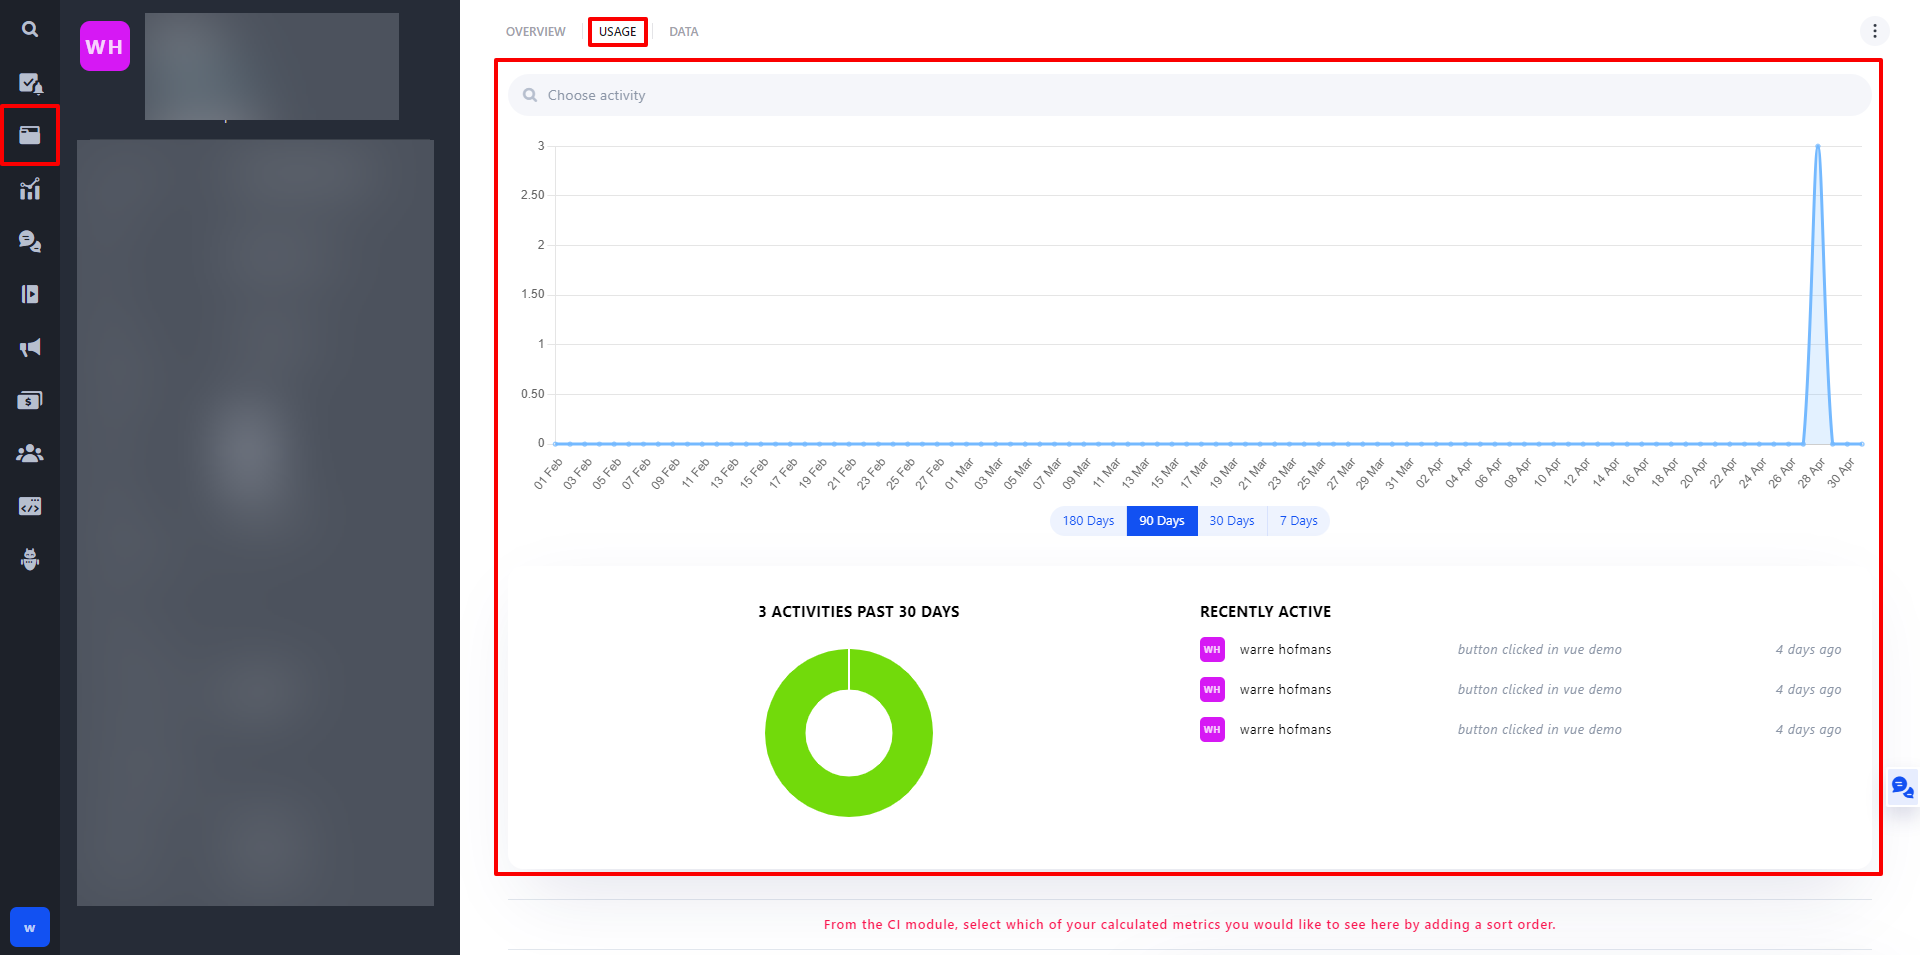 WH
OVERVIEW
USAGE
DATA
Choose activity
3
2.50
2
1.50
1
0.50
0
01 Feb
03 Feb
05 Feb
07 Feb
09 Feb
11 Feb
13 Feb
15 Feb
17 Feb
19 Feb
21 Feb
23 Feb
25 Feb
27 Feb
01 Mar
03 Mar
05 Mar
07 Mar
09 Mar
11 Mar
13 Mar
15 Mar
17 Mar
19 Mar
21 Mar
23 Mar
25 Mar
27 Mar
29 Mar
31 Mar
02 Apr
04 Apr
06 Apr
08 Apr
10 Apr
12 Apr
14 Apr
16 Apr
18 Apr
20 Apr
22 Apr
24 Apr
26 Apr
28 Apr
30 Apr
180 Days
90 Days
30 Days
7 Days
3 ACTIVITIES PAST 30 DAYS
RECENTLY ACTIVE
WH warre hofmans button clicked in vue demo 4 days ago
WH warre hofmans button clicked in vue demo 4 days ago
WH warre hofmans button clicked in vue demo 4 days ago
w
From the CI module, select which of your calculated metrics you would like to see here by adding a sort order.